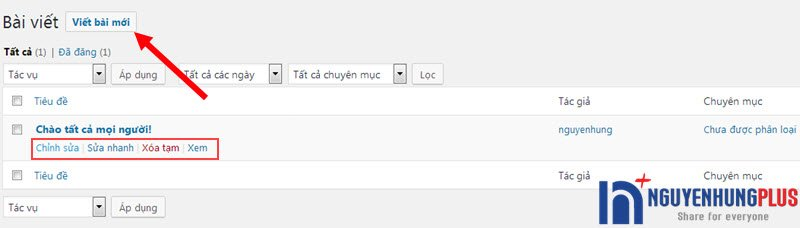 Bài viết Viết bài mới
Tất cả (1) | Đã đăng (1)
Tác vụ Áp dụng Tất cả các ngày Tất cả chuyên mục Lọc
Tiêu đề Tác giả Chuyên mục
Chào tất cả mọi người! nguyenhung Chưa được phân loại
Chỉnh sửa | Sửa nhanh | Xóa tạm | Xem
Tiêu đề Tác giả Chuyên mục
Tác vụ Áp dụng
h+ NGUYENHUNGPLUS
Share for everyone